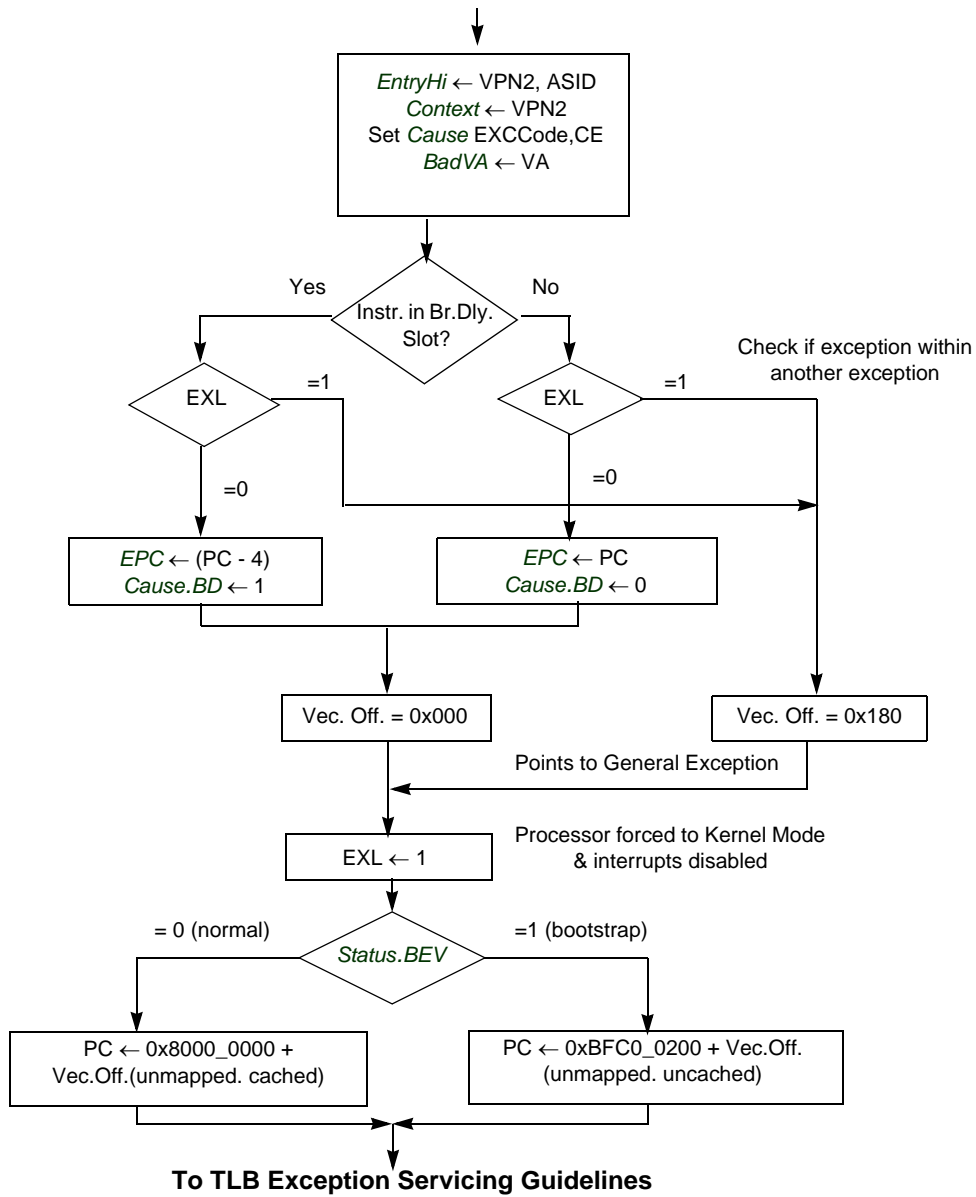 EntryHi ← VPN2, ASID
Context ← VPN2
Set Cause EXCCode,CE
BadVA ← VA
Yes
No
Instr. in Br.Dly.
Slot?
Check if exception within
another exception
EXL
=1
EXL
=1
=0
=0
EPC ← (PC - 4)
Cause.BD ← 1
EPC ← PC
Cause.BD ← 0
Vec. Off. = 0x000
Vec. Off. = 0x180
Points to General Exception
EXL ← 1
Processor forced to Kernel Mode
& interrupts disabled
= 0 (normal)
=1 (bootstrap)
Status.BEV
PC ← 0x8000_0000 +
Vec.Off.(unmapped. cached)
PC ← 0xBFC0_0200 + Vec.Off.
(unmapped. uncached)
To TLB Exception Servicing Guidelines